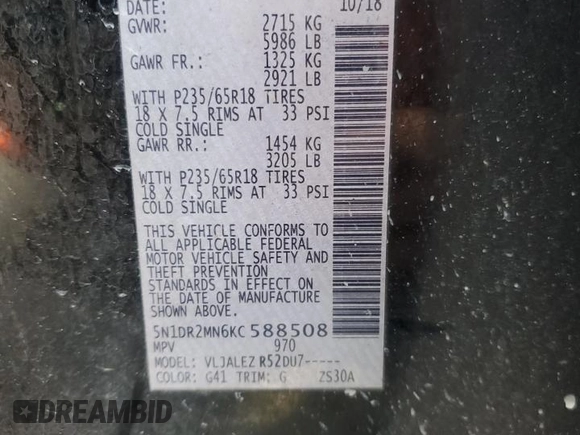 DATE: 10/18
GVWR: 2715 KG
5986 LB
GAWR FR.: 1325 KG
2921 LB
WITH P235/65R18 TIRES
18 X 7.5 RIMS AT 33 PSI
COLD SINGLE
GAWR RR.: 1454 KG
3205 LB
WITH P235/65R18 TIRES
18 X 7.5 RIMS AT 33 PSI
COLD SINGLE
THIS VEHICLE CONFORMS TO
ALL APPLICABLE FEDERAL
MOTOR VEHICLE SAFETY AND
THEFT PREVENTION
STANDARDS IN EFFECT ON
THE DATE OF MANUFACTURE
SHOWN ABOVE.
5N1DR2MN6KC588508
MPV 970
MODEL: VLJALEZ R52DU7-----
COLOR: G41 TRIM: G ZS30A
DREAMBID